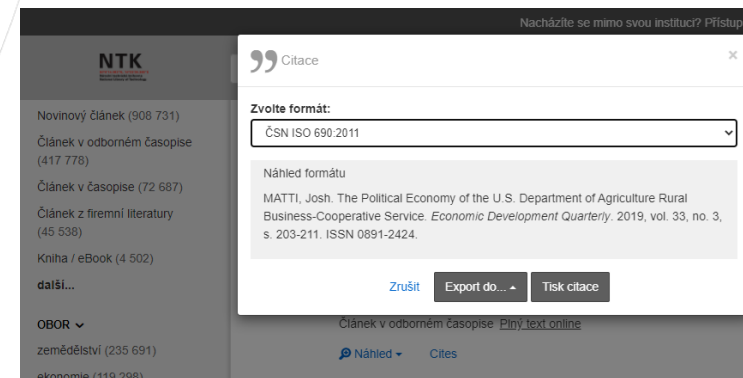 Nacházíte se mimo svou instituci? Přístup
NTK
Citace
×
Zvolte formát:
ČSN ISO 690:2011
Náhled formátu
MATTI, Josh. The Political Economy of the U.S. Department of Agriculture Rural
Business-Cooperative Service. Economic Development Quarterly. 2019, vol. 33, no. 3,
s. 203-211. ISSN 0891-2424.
Zrušit
Export do...
Tisk citace
Novinový článek (908 731)
Článek v odborném časopise
(417 778)
Článek v časopise (72 687)
Článek z firemní literatury
(45 538)
Kniha / eBook (4 502)
další...
OBOR
zemědělství (235 691)
ekonomie (119 298)
Článek v odborném časopise Plný text online
Náhled
Cites